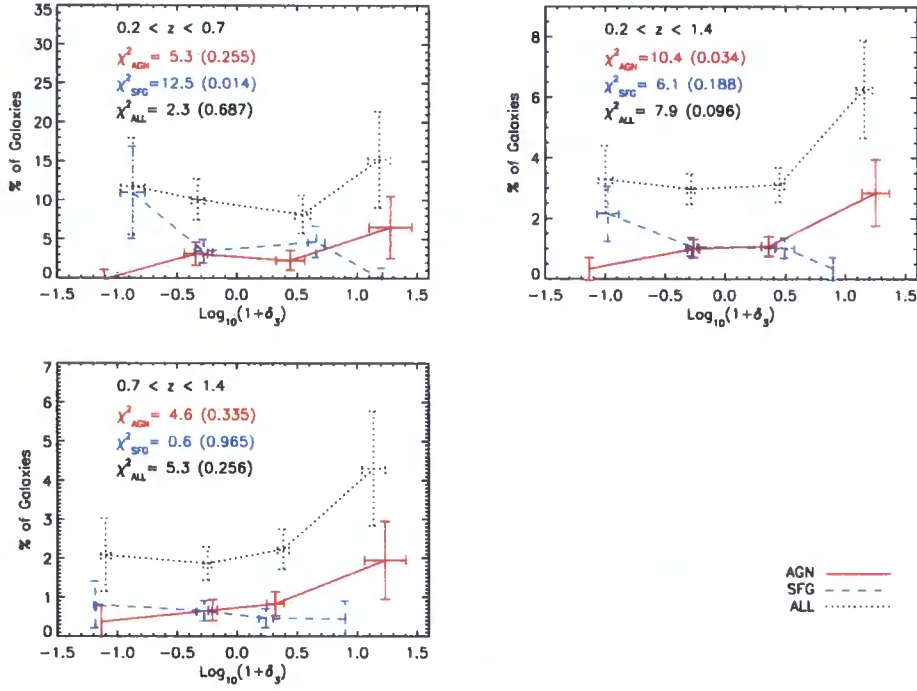 0.2 < z < 0.7
χ²AGN= 5.3 (0.255)
χ²SFG=12.5 (0.014)
χ²ALL= 2.3 (0.687)
% of Galaxies
35
30
25
20
15
10
5
0
−1.5 −1.0 −0.5 0.0 0.5 1.0 1.5
Log₁₀(1+δ₃)
0.2 < z < 1.4
χ²AGN=10.4 (0.034)
χ²SFG= 6.1 (0.188)
χ²ALL= 7.9 (0.096)
% of Galaxies
8
6
4
2
0
−1.5 −1.0 −0.5 0.0 0.5 1.0 1.5
Log₁₀(1+δ₃)
0.7 < z < 1.4
χ²AGN= 4.6 (0.335)
χ²SFG= 0.6 (0.965)
χ²ALL= 5.3 (0.256)
% of Galaxies
7
6
5
4
3
2
1
0
−1.5 −1.0 −0.5 0.0 0.5 1.0 1.5
Log₁₀(1+δ₃)
AGN
SFG
ALL